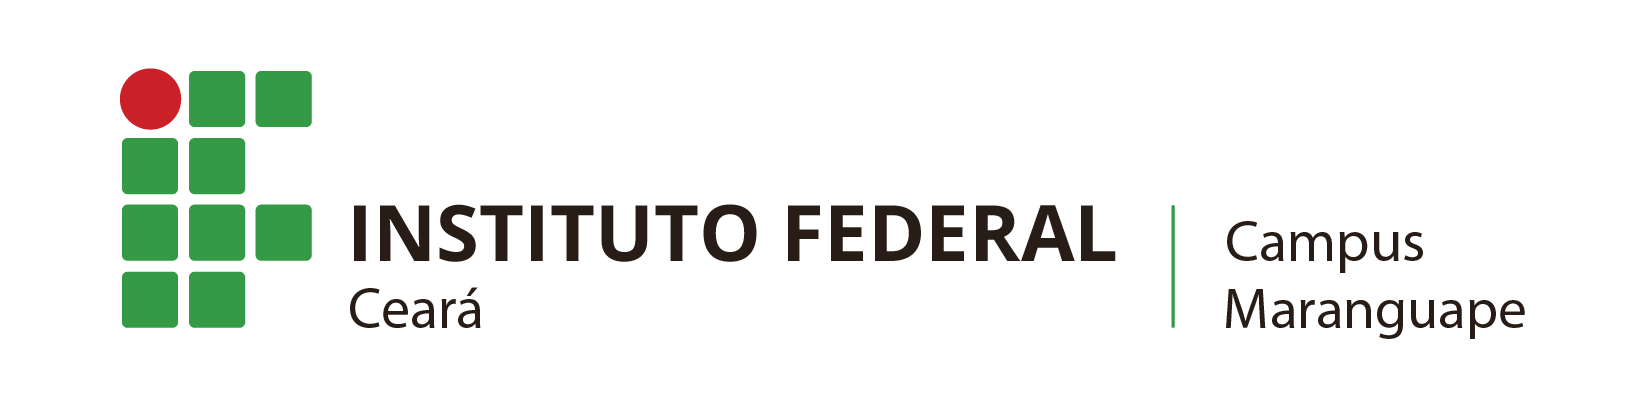 INSTITUTO FEDERAL
Ceará
Campus
Maranguape